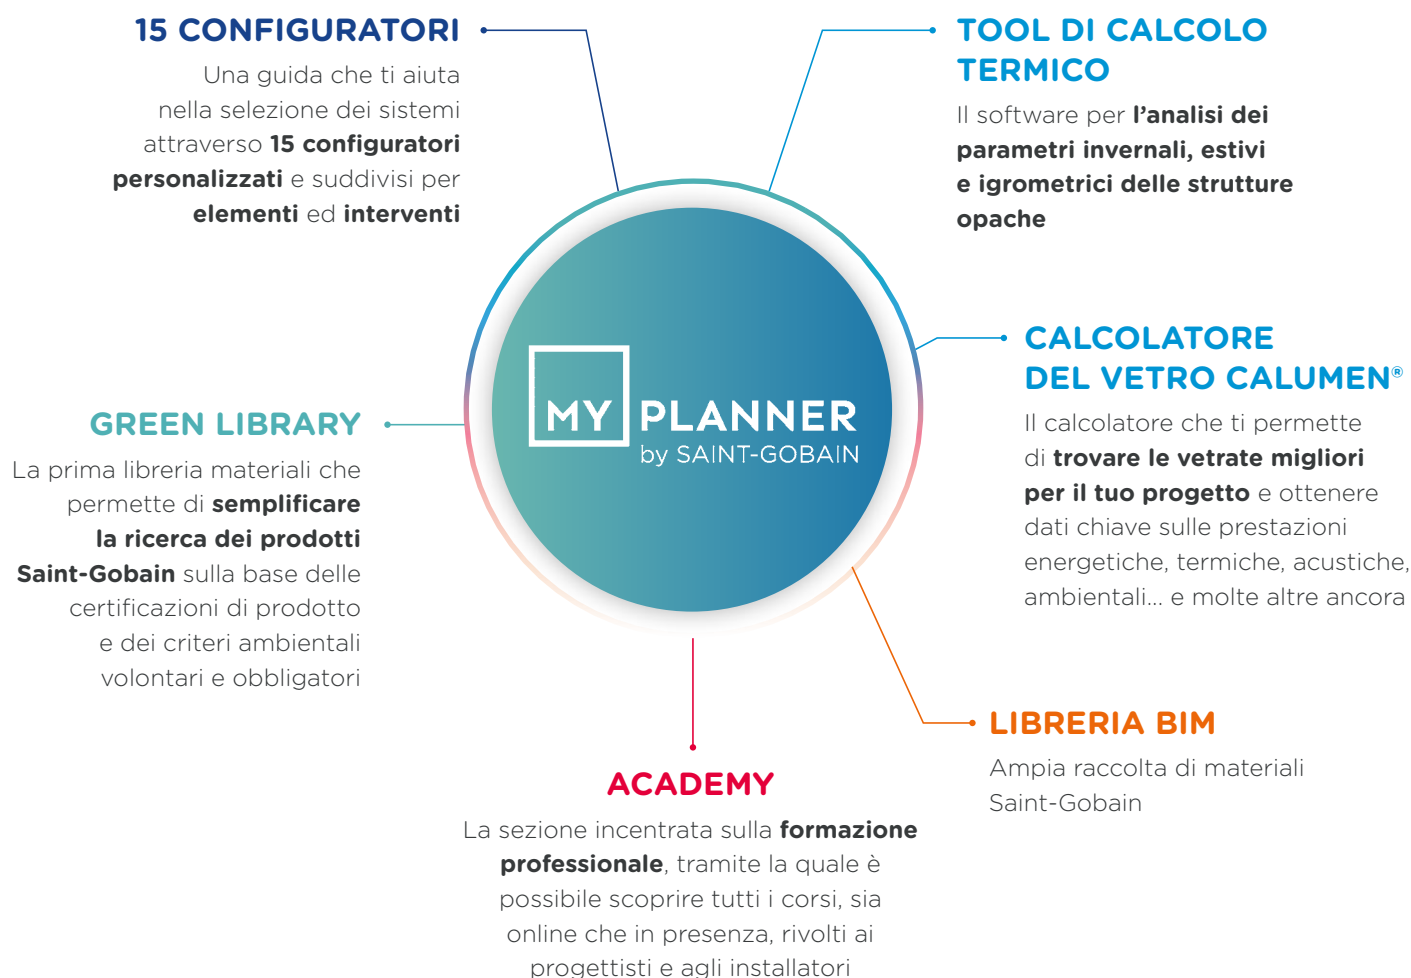 15 CONFIGURATORI
Una guida che ti aiuta
nella selezione dei sistemi
attraverso 15 configuratori
personalizzati e suddivisi per
elementi ed interventi
TOOL DI CALCOLO
TERMICO
Il software per l’analisi dei
parametri invernali, estivi
e igrometrici delle strutture
opache
CALCOLATORE
DEL VETRO CALUMEN®
Il calcolatore che ti permette
di trovare le vetrate migliori
per il tuo progetto e ottenere
dati chiave sulle prestazioni
energetiche, termiche, acustiche,
ambientali... e molte altre ancora
MY PLANNER
by SAINT-GOBAIN
GREEN LIBRARY
La prima libreria materiali che
permette di semplificare
la ricerca dei prodotti
Saint-Gobain sulla base delle
certificazioni di prodotto
e dei criteri ambientali
volontari e obbligatori
LIBRERIA BIM
Ampia raccolta di materiali
Saint-Gobain
ACADEMY
La sezione incentrata sulla formazione
professionale, tramite la quale è
possibile scoprire tutti i corsi, sia
online che in presenza, rivolti ai
progettisti e agli installatori